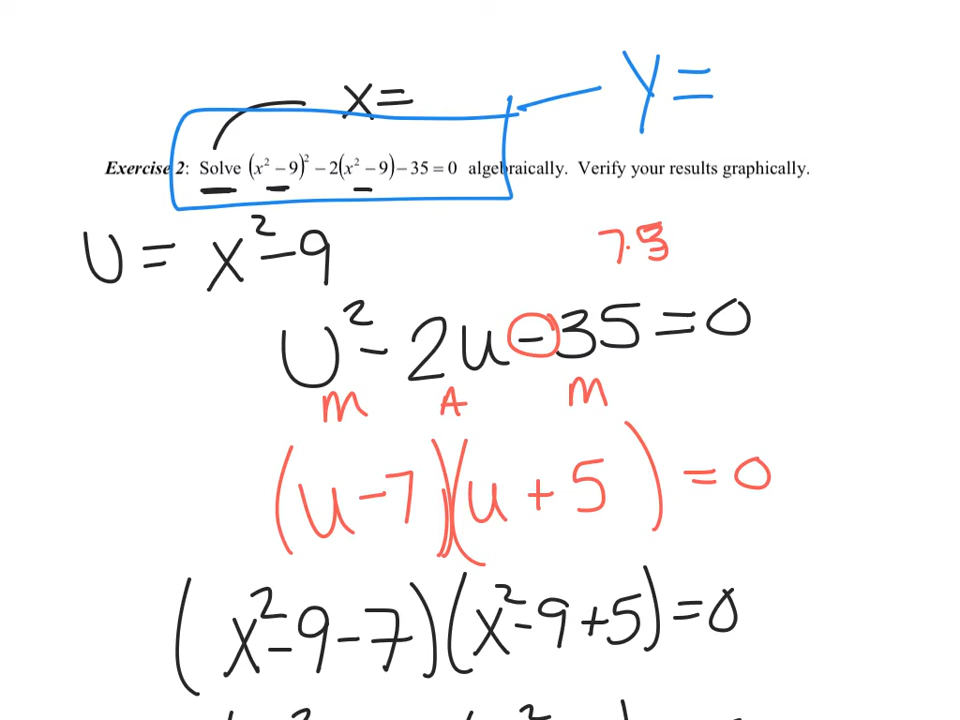 x=
y=
Exercise 2: Solve (x² − 9)² − 2(x² − 9) − 35 = 0 algebraically. Verify your results graphically.
U = x² − 9
7·5
U² − 2u − 35 = 0
m A m
(u − 7)(u + 5) = 0
(x² − 9 − 7)(x² − 9 + 5) = 0